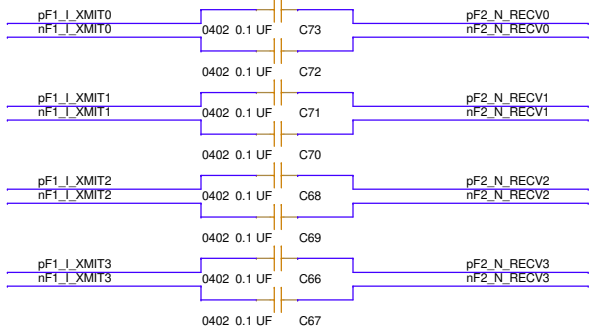 pF1_I_XMIT0 pF2_N_RECV0
nF1_I_XMIT0 0402 0.1 UF C73 nF2_N_RECV0
0402 0.1 UF C72
pF1_I_XMIT1 pF2_N_RECV1
nF1_I_XMIT1 0402 0.1 UF C71 nF2_N_RECV1
0402 0.1 UF C70
pF1_I_XMIT2 pF2_N_RECV2
nF1_I_XMIT2 0402 0.1 UF C68 nF2_N_RECV2
0402 0.1 UF C69
pF1_I_XMIT3 pF2_N_RECV3
nF1_I_XMIT3 0402 0.1 UF C66 nF2_N_RECV3
0402 0.1 UF C67